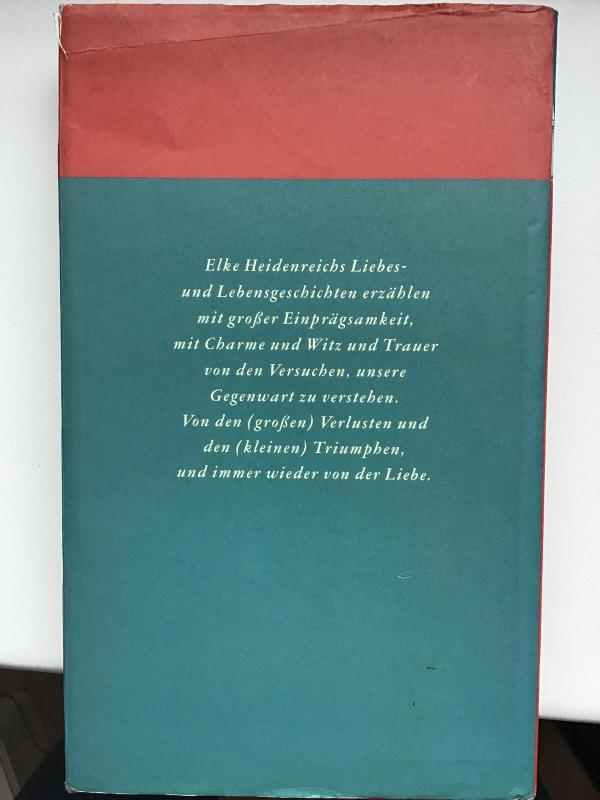 Elke Heidenreichs Liebes-
und Lebensgeschichten erzählen
mit großer Einprägsamkeit,
mit Charme und Witz und Trauer
von den Versuchen, unsere
Gegenwart zu verstehen.
Von den (großen) Verlusten und
den (kleinen) Triumphen,
und immer wieder von der Liebe.